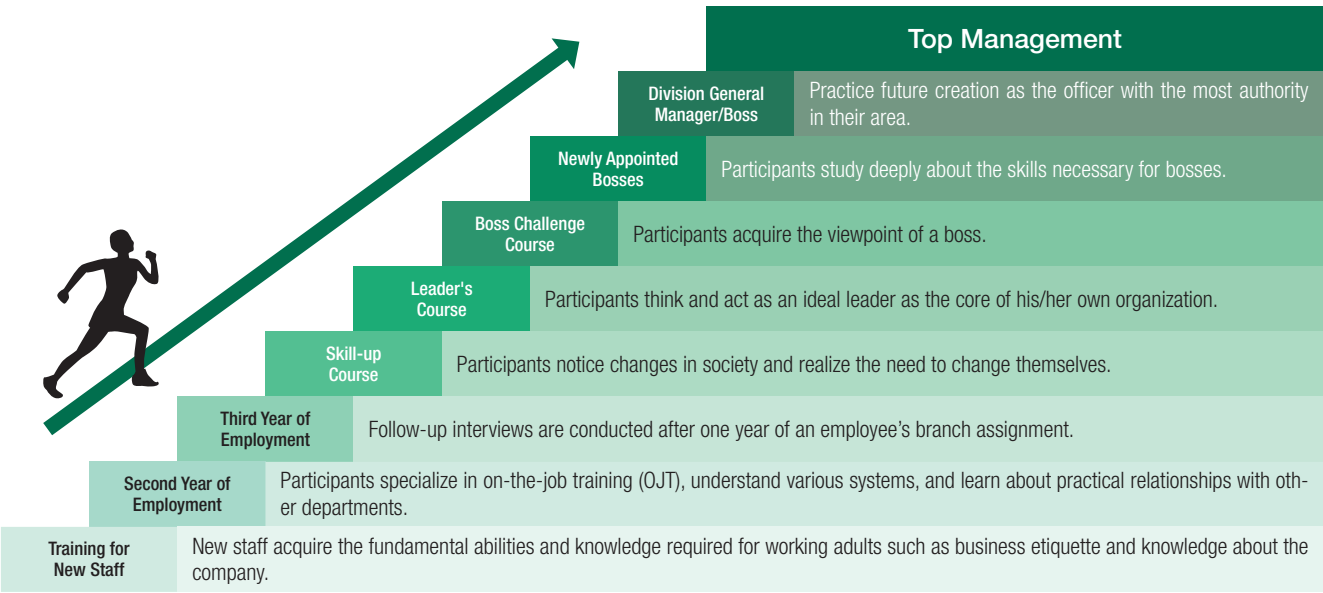 Top Management
Division General
Manager/Boss
Practice future creation as the officer with the most authority
in their area.
Newly Appointed
Bosses
Participants study deeply about the skills necessary for bosses.
Boss Challenge
Course
Participants acquire the viewpoint of a boss.
Leader's
Course
Participants think and act as an ideal leader as the core of his/her own organization.
Skill-up
Course
Participants notice changes in society and realize the need to change themselves.
Third Year of
Employment
Follow-up interviews are conducted after one year of an employee’s branch assignment.
Second Year of
Employment
Participants specialize in on-the-job training (OJT), understand various systems, and learn about practical relationships with oth-
er departments.
Training for
New Staff
New staff acquire the fundamental abilities and knowledge required for working adults such as business etiquette and knowledge about the
company.